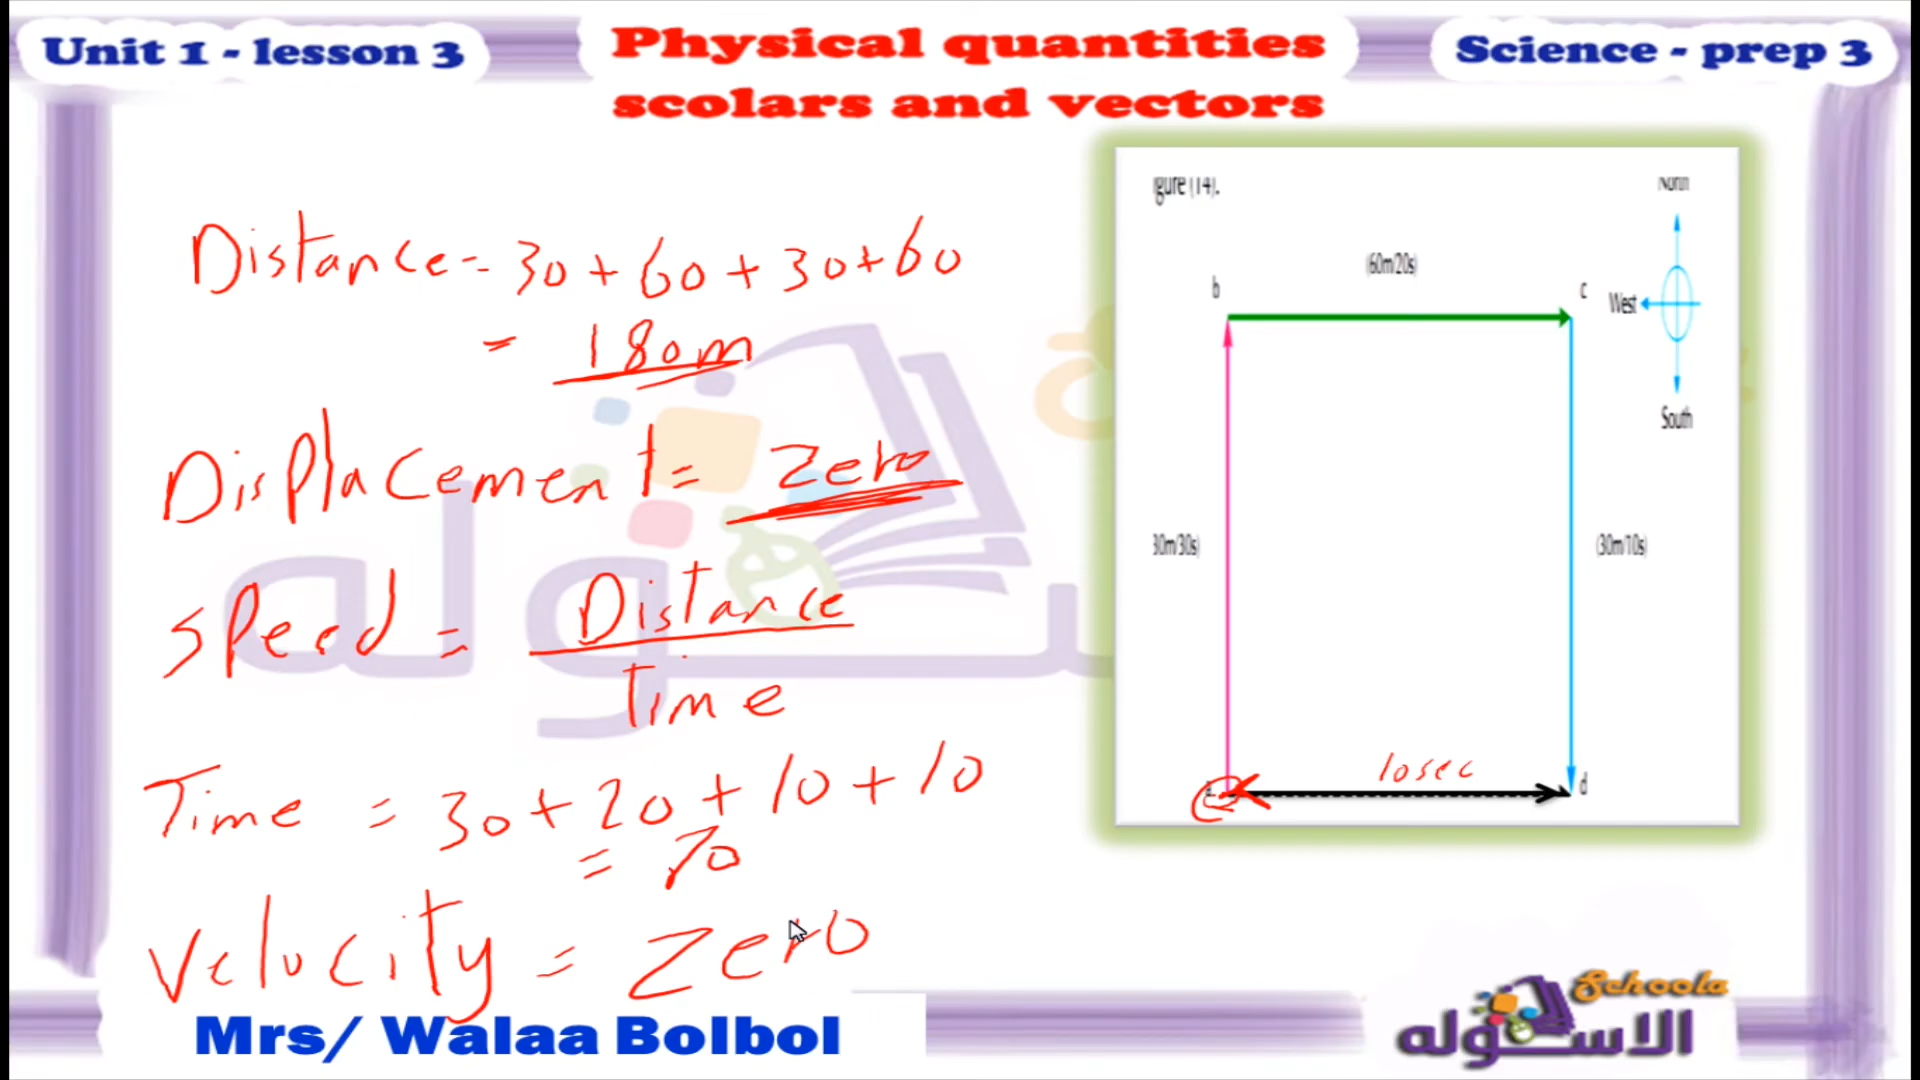 Unit 1 - lesson 3
Physical quantities
scolars and vectors
Science - prep 3
Distance = 30 + 60 + 30 + 60
= 180m
Displacement = Zero
Speed = Distance
Time
Time = 30 + 20 + 10 + 10
= 70
Velocity = Zero
igure (14).
North
West
South
(60m/20s)
b
c
30m/30s)
(30m/10s)
10sec
d
Mrs/ Walaa Bolbol
Schoola
الاسكوله